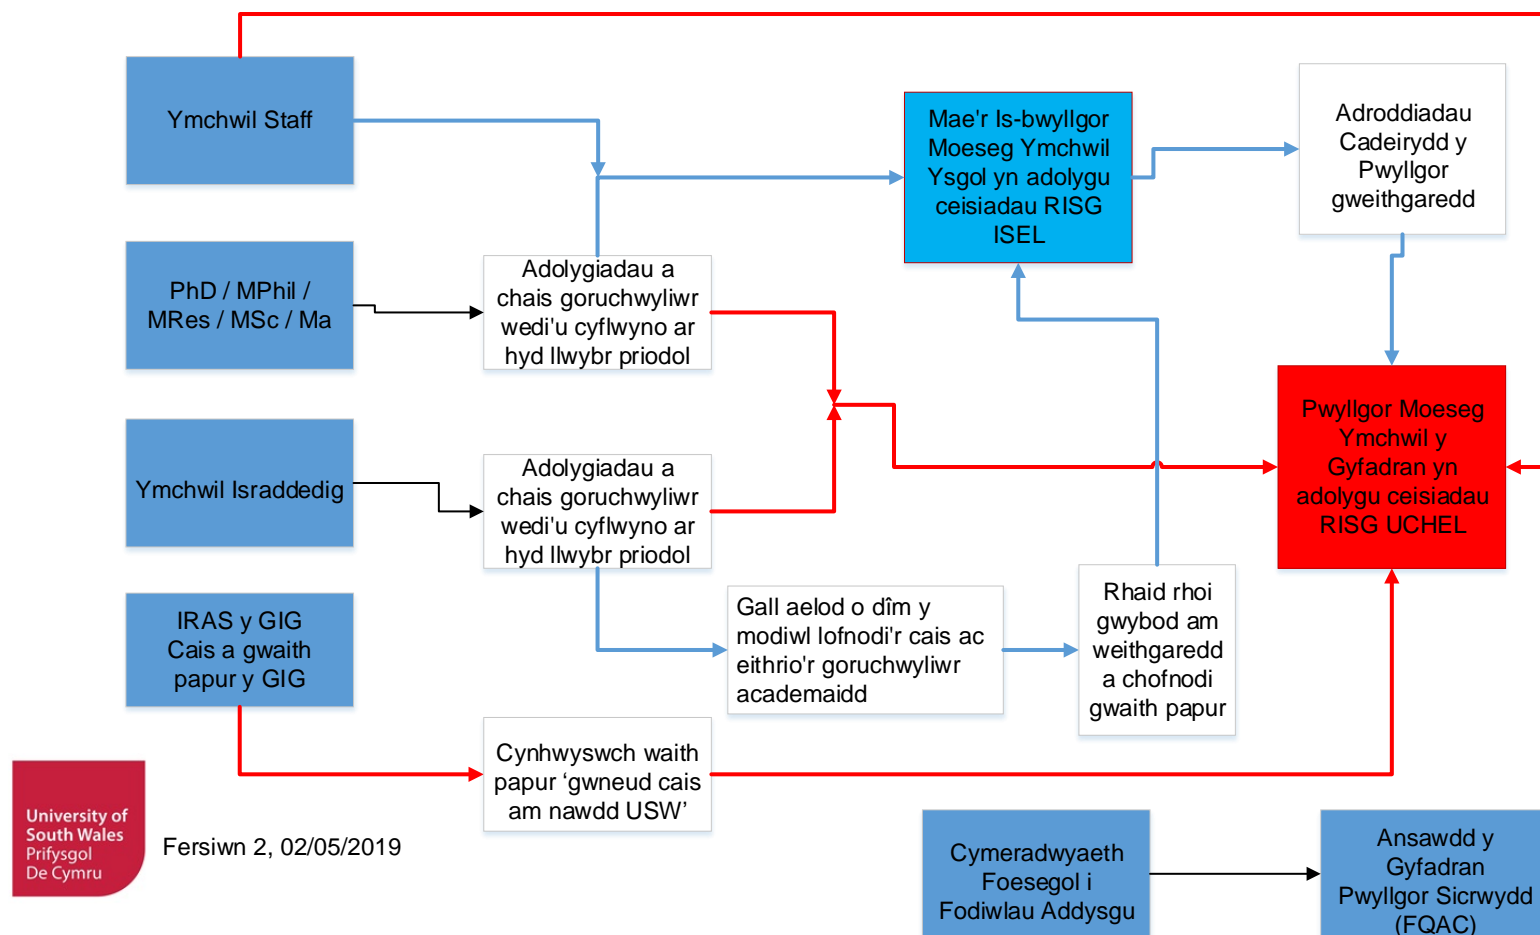 Ymchwil Staff
Mae'r Is-bwyllgor
Moeseg Ymchwil
Ysgol yn adolygu
ceisiadau RISG
ISEL
Adroddiadau
Cadeirydd y
Pwyllgor
gweithgaredd
PhD / MPhil /
MRes / MSc / Ma
Adolygiadau a
chais goruchwyliwr
wedi'u cyflwyno ar
hyd llwybr priodol
Pwyllgor Moeseg
Ymchwil y
Gyfadran yn
adolygu ceisiadau
RISG UCHEL
Ymchwil Israddedig
Adolygiadau a
chais goruchwyliwr
wedi'u cyflwyno ar
hyd llwybr priodol
Gall aelod o dîm y
modiwl lofnodi'r cais ac
eithrio'r goruchwyliwr
academaidd
Rhaid rhoi
gwybod am
weithgaredd
a chofnodi
gwaith papur
IRAS y GIG
Cais a gwaith
papur y GIG
Cynhwyswch waith
papur ‘gwneud cais
am nawdd USW’
University of
South Wales
Prifysgol
De Cymru
Fersiwn 2, 02/05/2019
Cymeradwyaeth
Foesegol i
Fodiwlau Addysgu
Ansawdd y
Gyfadran
Pwyllgor Sicrwydd
(FQAC)